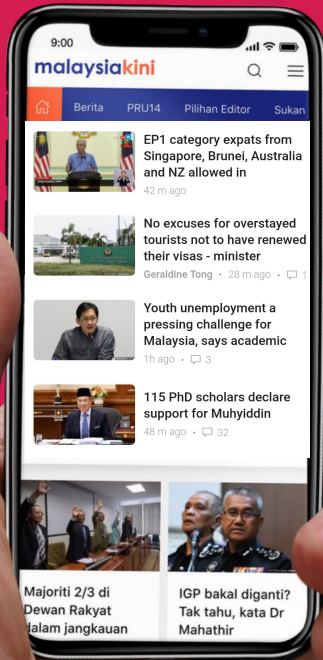 9:00
malaysiakini
Berita PRU14 Pilihan Editor Sukan
EP1 category expats from
Singapore, Brunei, Australia
and NZ allowed in
42 m ago
No excuses for overstayed
tourists not to have renewed
their visas - minister
Geraldine Tong • 28 m ago • 1
Youth unemployment a
pressing challenge for
Malaysia, says academic
1h ago • 3
115 PhD scholars declare
support for Muhyiddin
48 m ago • 32
Majoriti 2/3 di
Dewan Rakyat
dalam jangkauan
IGP bakal diganti?
Tak tahu, kata Dr
Mahathir